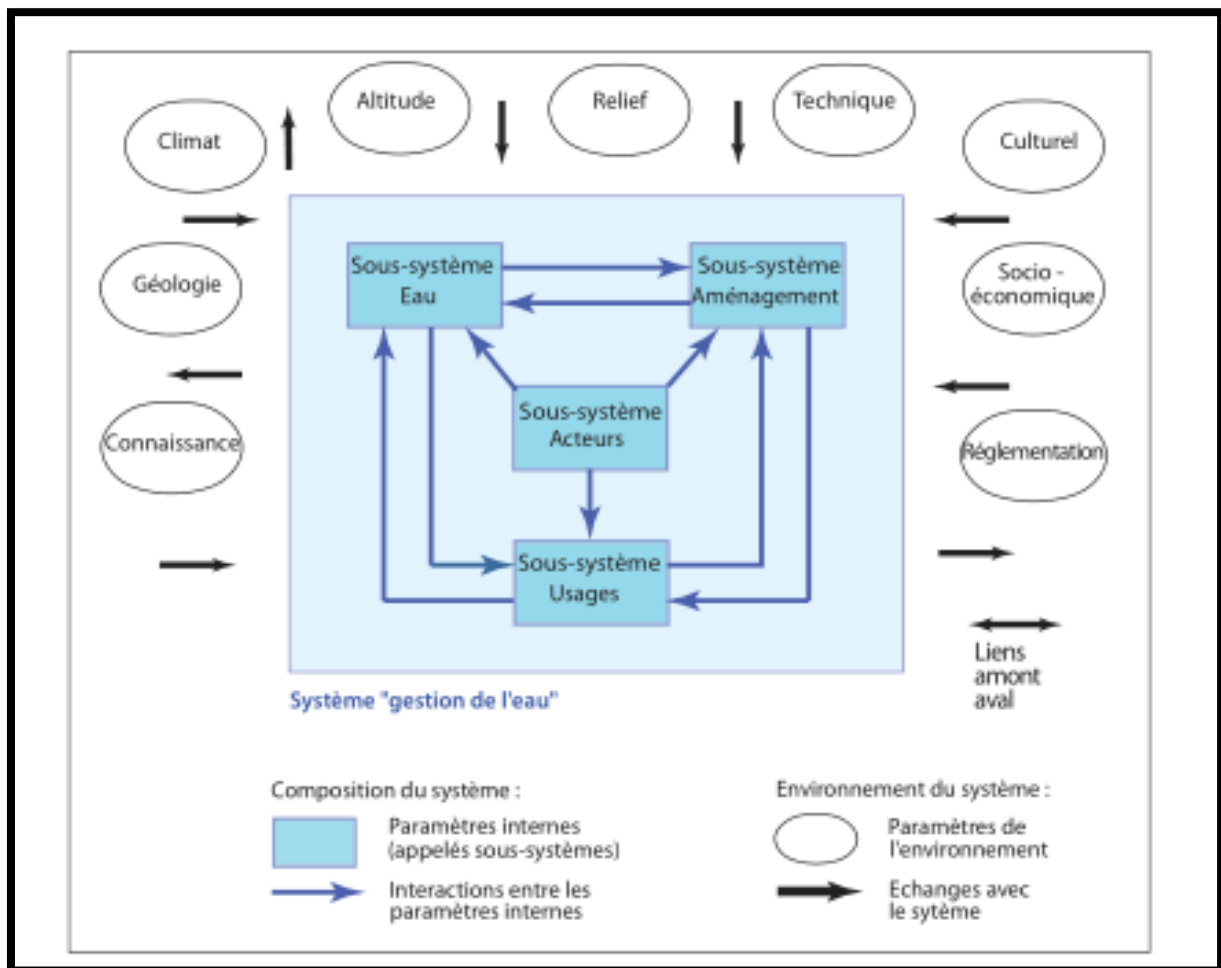 Altitude
Relief
Technique
Climat
Culturel
Géologie
Socio-
économique
Connaissance
Réglementation
Sous-système
Eau
Sous-système
Aménagement
Sous-système
Acteurs
Sous-système
Usages
Liens
amont
aval
Système "gestion de l'eau"
Composition du système :
Paramètres internes
(appelés sous-systèmes)
Interactions entre les
paramètres internes
Environnement du système :
Paramètres de
l'environnement
Echanges avec
le sytème